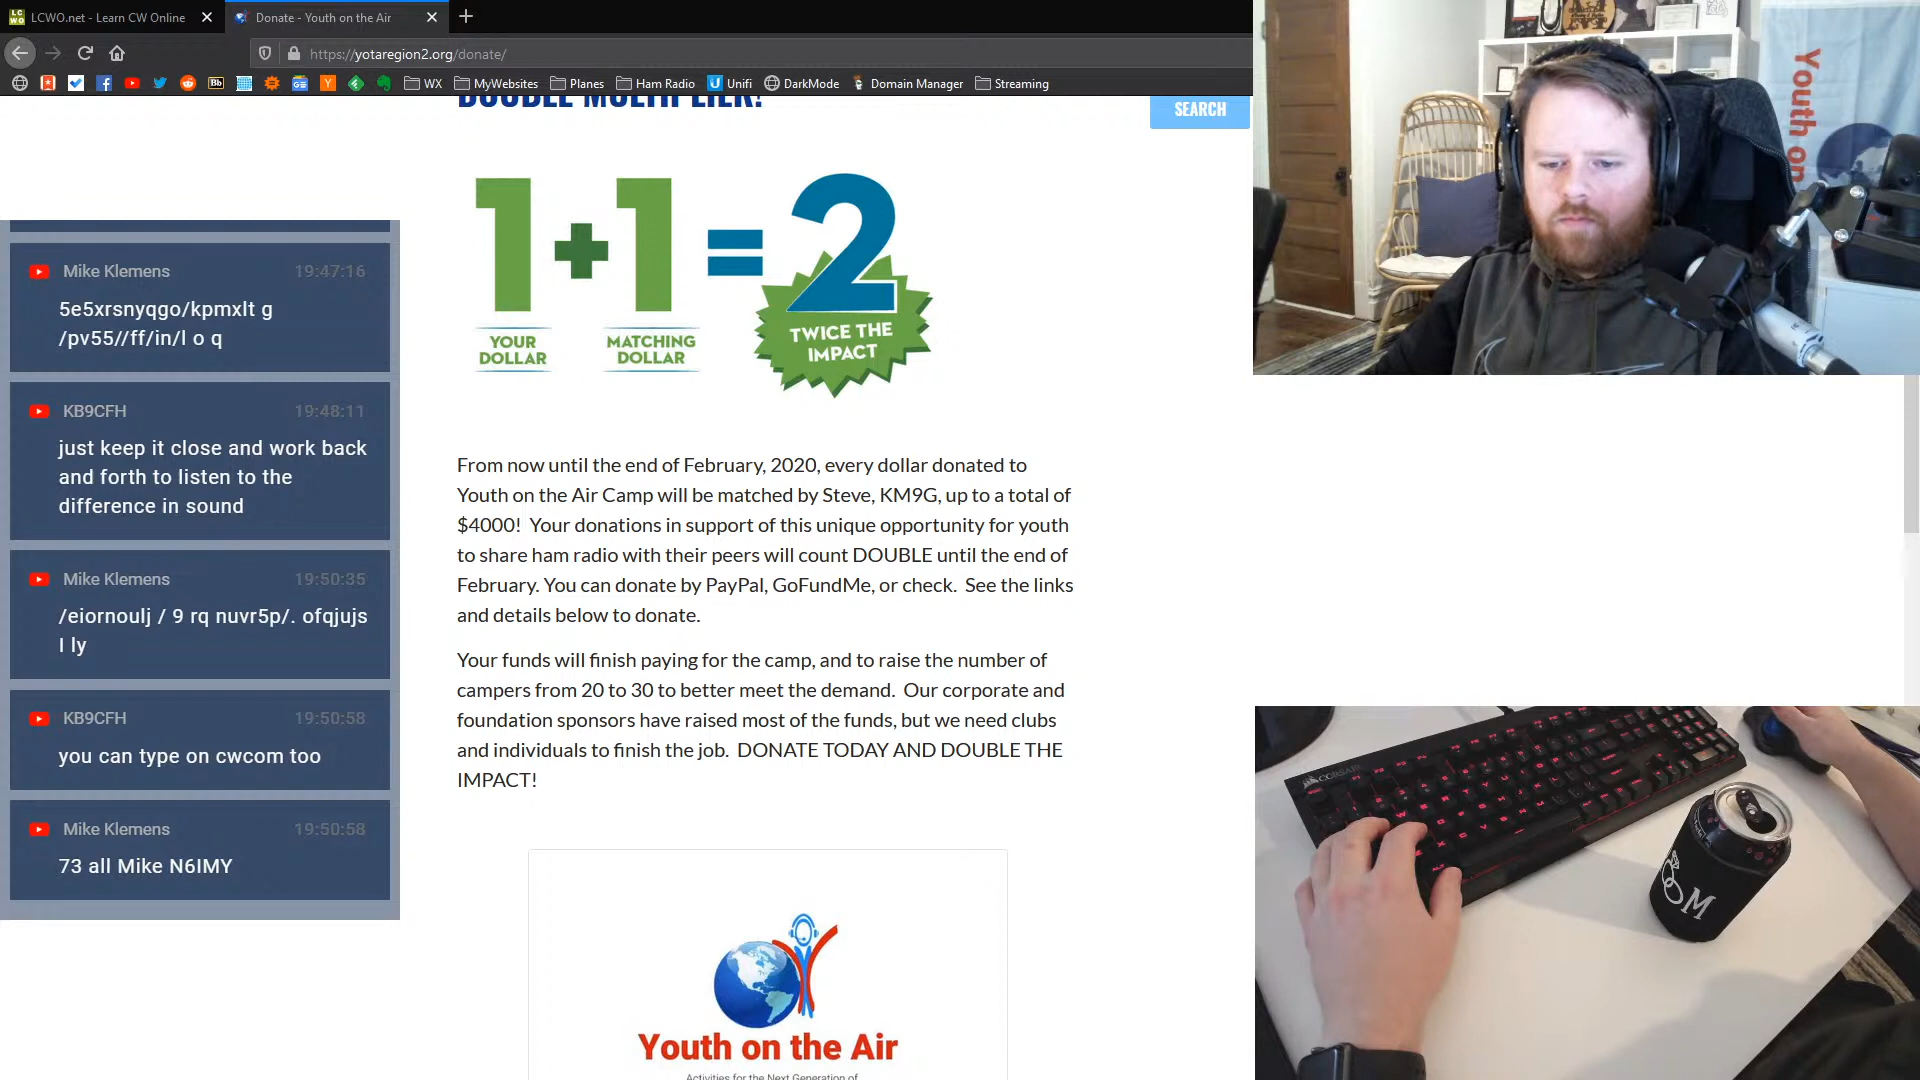 LCWO.net - Learn CW Online
Donate - Youth on the Air
https://yotaregion2.org/donate/
WX
MyWebsites
Planes
Ham Radio
Unifi
DarkMode
Domain Manager
Streaming
DOUBLE MULTIPLIER!
SEARCH
1+1=2
YOUR
DOLLAR
MATCHING
DOLLAR
TWICE THE
IMPACT
Mike Klemens 19:47:16
5e5xrsnyqgo/kpmxlt g
/pv55//ff/in/l o q
KB9CFH 19:48:11
just keep it close and work back
and forth to listen to the
difference in sound
Mike Klemens 19:50:35
/eiornoulj / 9 rq nuvr5p/. ofqjujs
l ly
KB9CFH 19:50:58
you can type on cwcom too
Mike Klemens 19:50:58
73 all Mike N6IMY
From now until the end of February, 2020, every dollar donated to
Youth on the Air Camp will be matched by Steve, KM9G, up to a total of
$4000! Your donations in support of this unique opportunity for youth
to share ham radio with their peers will count DOUBLE until the end of
February. You can donate by PayPal, GoFundMe, or check. See the links
and details below to donate.
Your funds will finish paying for the camp, and to raise the number of
campers from 20 to 30 to better meet the demand. Our corporate and
foundation sponsors have raised most of the funds, but we need clubs
and individuals to finish the job. DONATE TODAY AND DOUBLE THE
IMPACT!
Youth on the Air
Activities for the Next Generation of
Youth on
CORSAIR
M